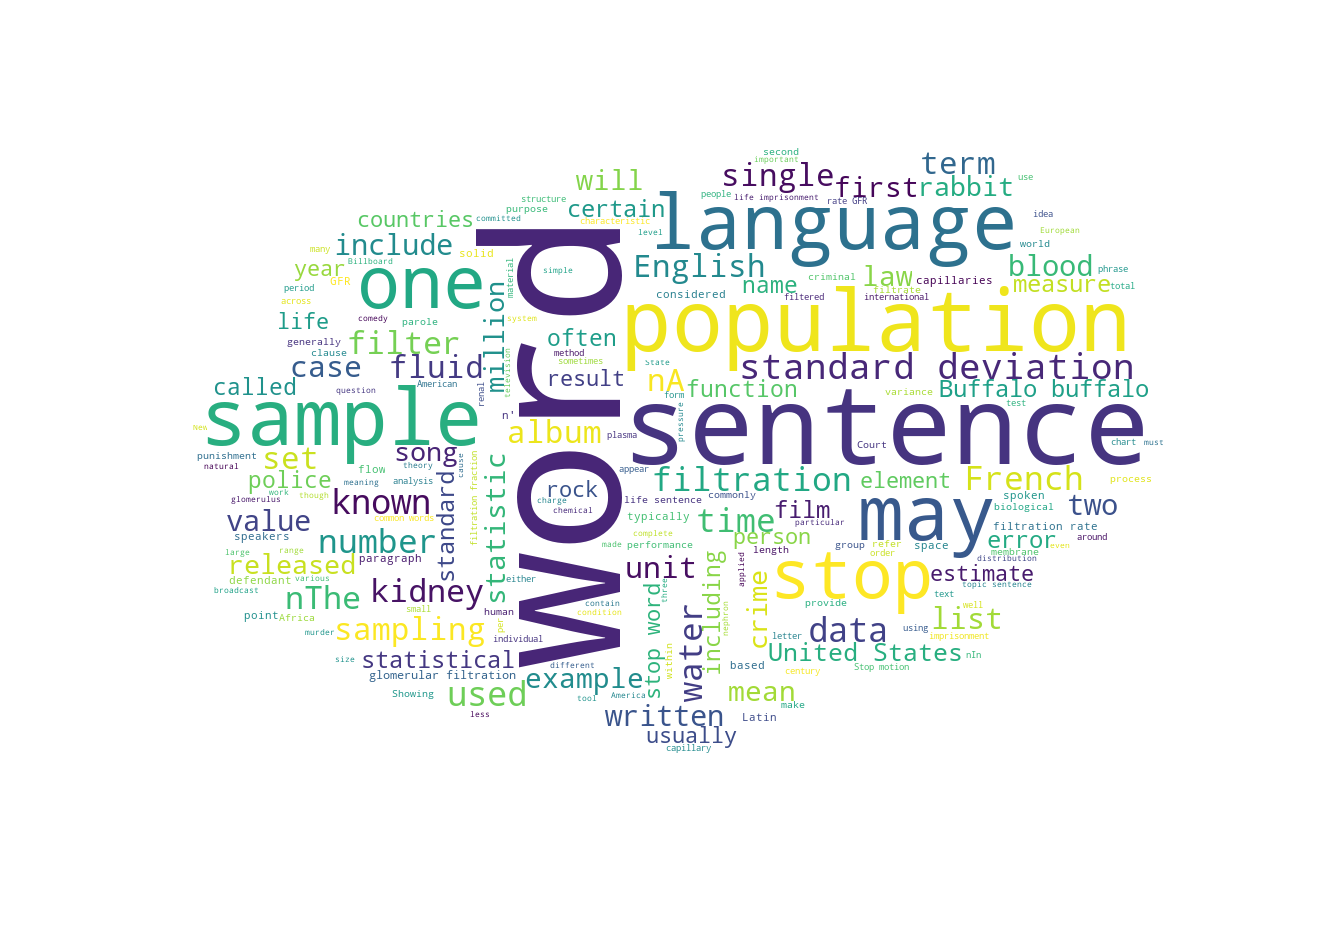 second
important
single
term
will
people
life imprisonment
first
rabbit
use
rate GFR
structure
purpose
certain
language
countries
committed
characteristic
level
idea
European
include
many
Billboard
solid
word
world
year
GFR
one
simple
English
law
capillaries
blood
phrase
criminal
name
measure
total
period
across
material
considered
filtered
filtrate
international
life
comedy
parole
million
system
population
generally
clause
filter
often
method
sometimes
State
standard deviation
case
fluid
television
result
nA
function
variance
Buffalo buffalo
called
question
American
renal
form
test
sample
n'
album
plasma
pressure
sentence
Court
chart
must
New
punishment
natural
set
song
flow
theory
cause
appear
filtration
element
French
process
police
meaning
analysis
standard
statistic
filtration fraction
rock
charge
chemical
life sentence
commonly
film
particular
may
spoken
biological
two
work
though
glomerulus
known
value
common words
typically
time
speakers
number
complete
person
filtration rate
around
error
even
large
range
made
performance
length
group
space
refer
order
membrane
distribution
released
paragraph
unit
applied
stop
estimate
defendant
various
either
broadcast
kidney
three
crime
topic sentence
text
nThe
contain
condition
stop word
including
nephron
provide
point
Africa
small
human
list
well
murder
sampling
per
individual
within
water
letter
data
using
imprisonment
size
statistical
different
based
United States
nIn
glomerular filtration
example
century
Stop motion
Showing
used
tool
America
mean
make
less
written
Latin
usually
capillary